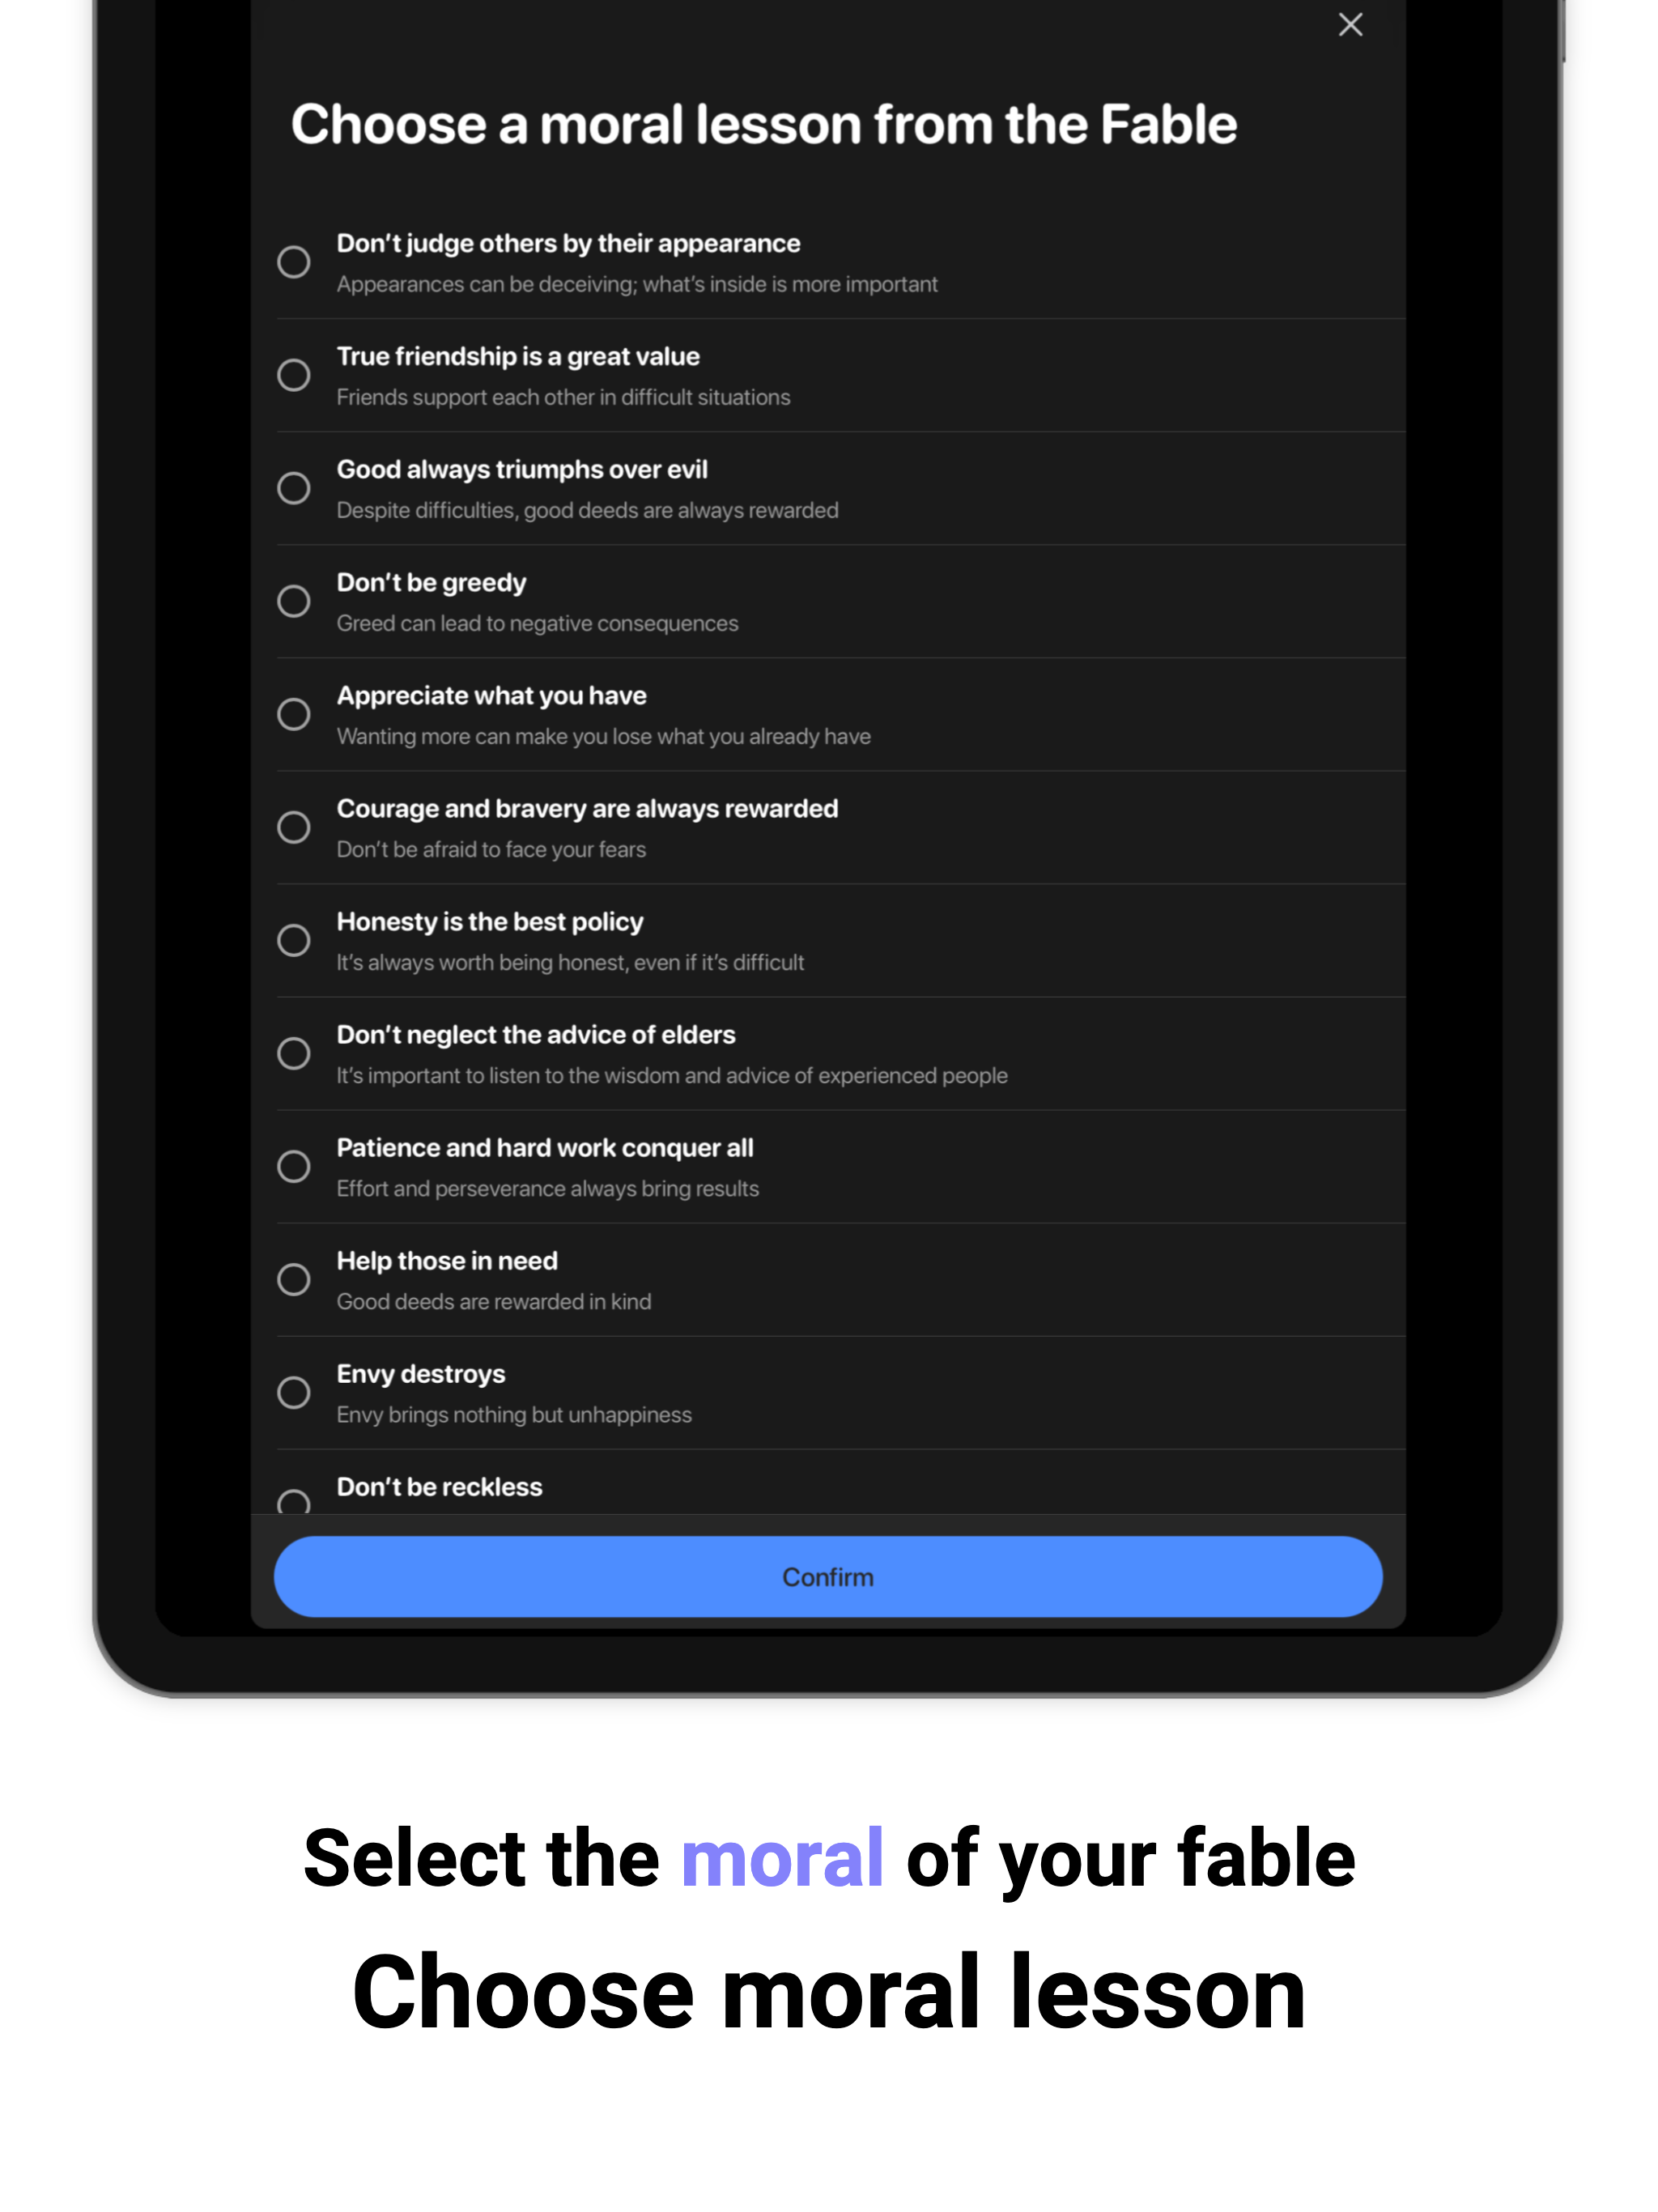 Choose a moral lesson from the Fable
Don't judge others by their appearance
Appearances can be deceiving; what's inside is more important
True friendship is a great value
Friends support each other in difficult situations
Good always triumphs over evil
Despite difficulties, good deeds are always rewarded
Don't be greedy
Greed can lead to negative consequences
Appreciate what you have
Wanting more can make you lose what you already have
Courage and bravery are always rewarded
Don't be afraid to face your fears
Honesty is the best policy
It's always worth being honest, even if it's difficult
Don't neglect the advice of elders
It's important to listen to the wisdom and advice of experienced people
Patience and hard work conquer all
Effort and perseverance always bring results
Help those in need
Good deeds are rewarded in kind
Envy destroys
Envy brings nothing but unhappiness
Don't be reckless
Confirm
Select the moral of your fable
Choose moral lesson